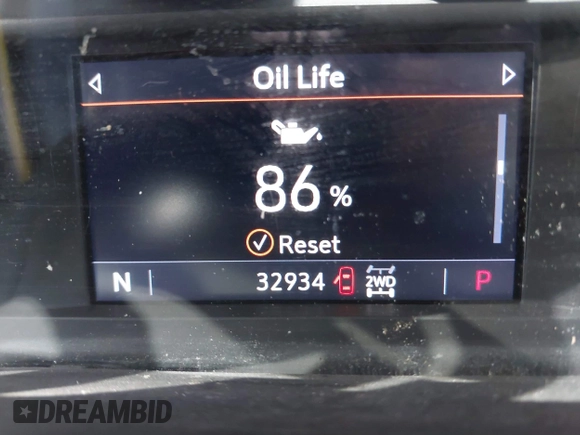 Oil Life
86 %
Reset
N 32934 2WD P
DREAMBID